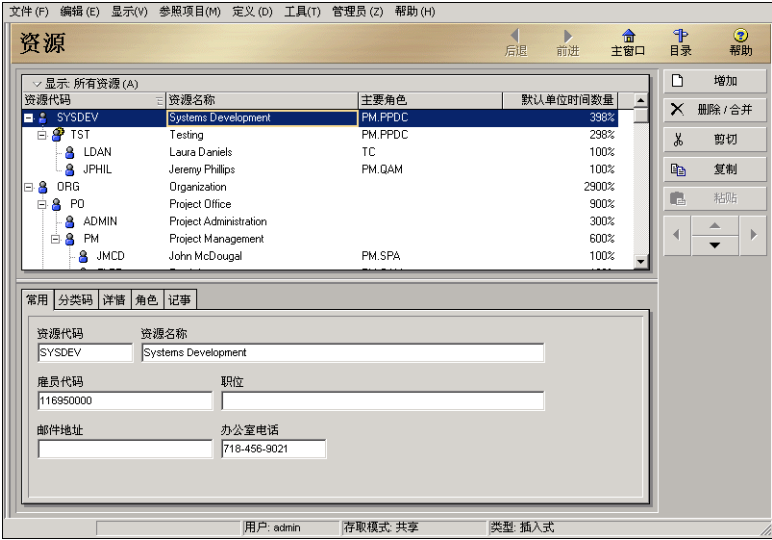 文件(F) 编辑(E) 显示(V) 参照项目(M) 定义(D) 工具(T) 管理员(Z) 帮助(H)
资源 后退 前进 主窗口 目录 帮助
显示: 所有资源(A)
资源代码 资源名称 主要角色 默认单位时间数量
SYSDEV Systems Development PM.PPDC 398%
TST Testing PM.PPDC 298%
LDAN Laura Daniels TC 100%
JPHIL Jeremy Phillips PM.QAM 100%
ORG Organization 2900%
PO Project Office 900%
ADMIN Project Administration 300%
PM Project Management 600%
JMCD John McDougal PM.SPA 100%
增加
删除/合并
剪切
复制
粘贴
常用 分类码 详情 角色 记事
资源代码 资源名称
SYSDEV Systems Development
雇员代码 职位
116950000
邮件地址 办公室电话
718-456-9021
用户: admin 存取模式: 共享 类型: 插入式